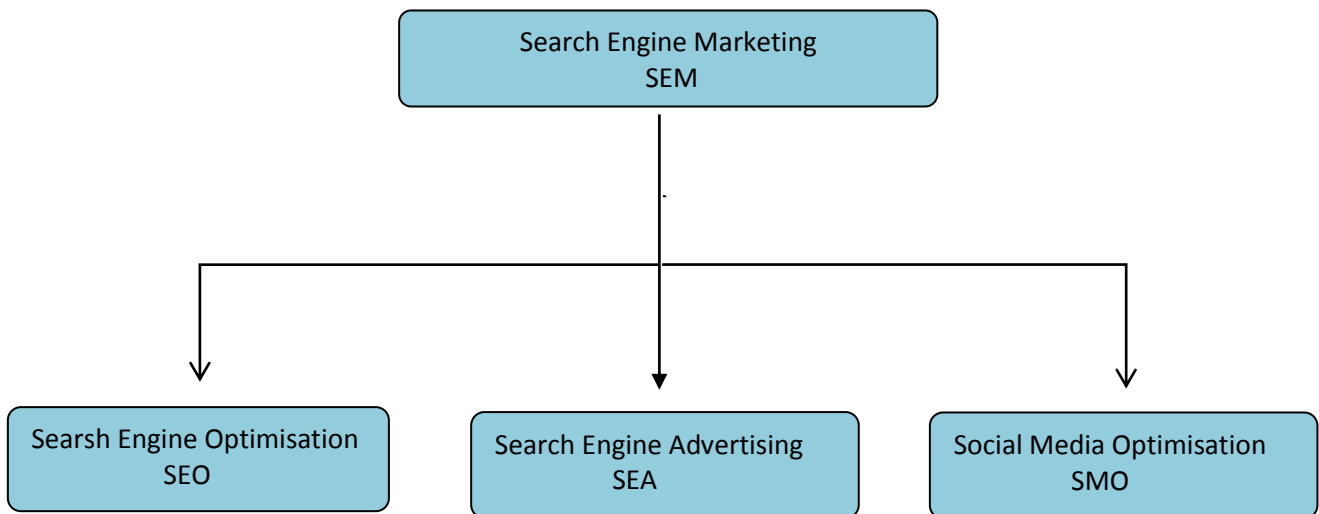 Search Engine Marketing
SEM
Searsh Engine Optimisation
SEO
Search Engine Advertising
SEA
Social Media Optimisation
SMO